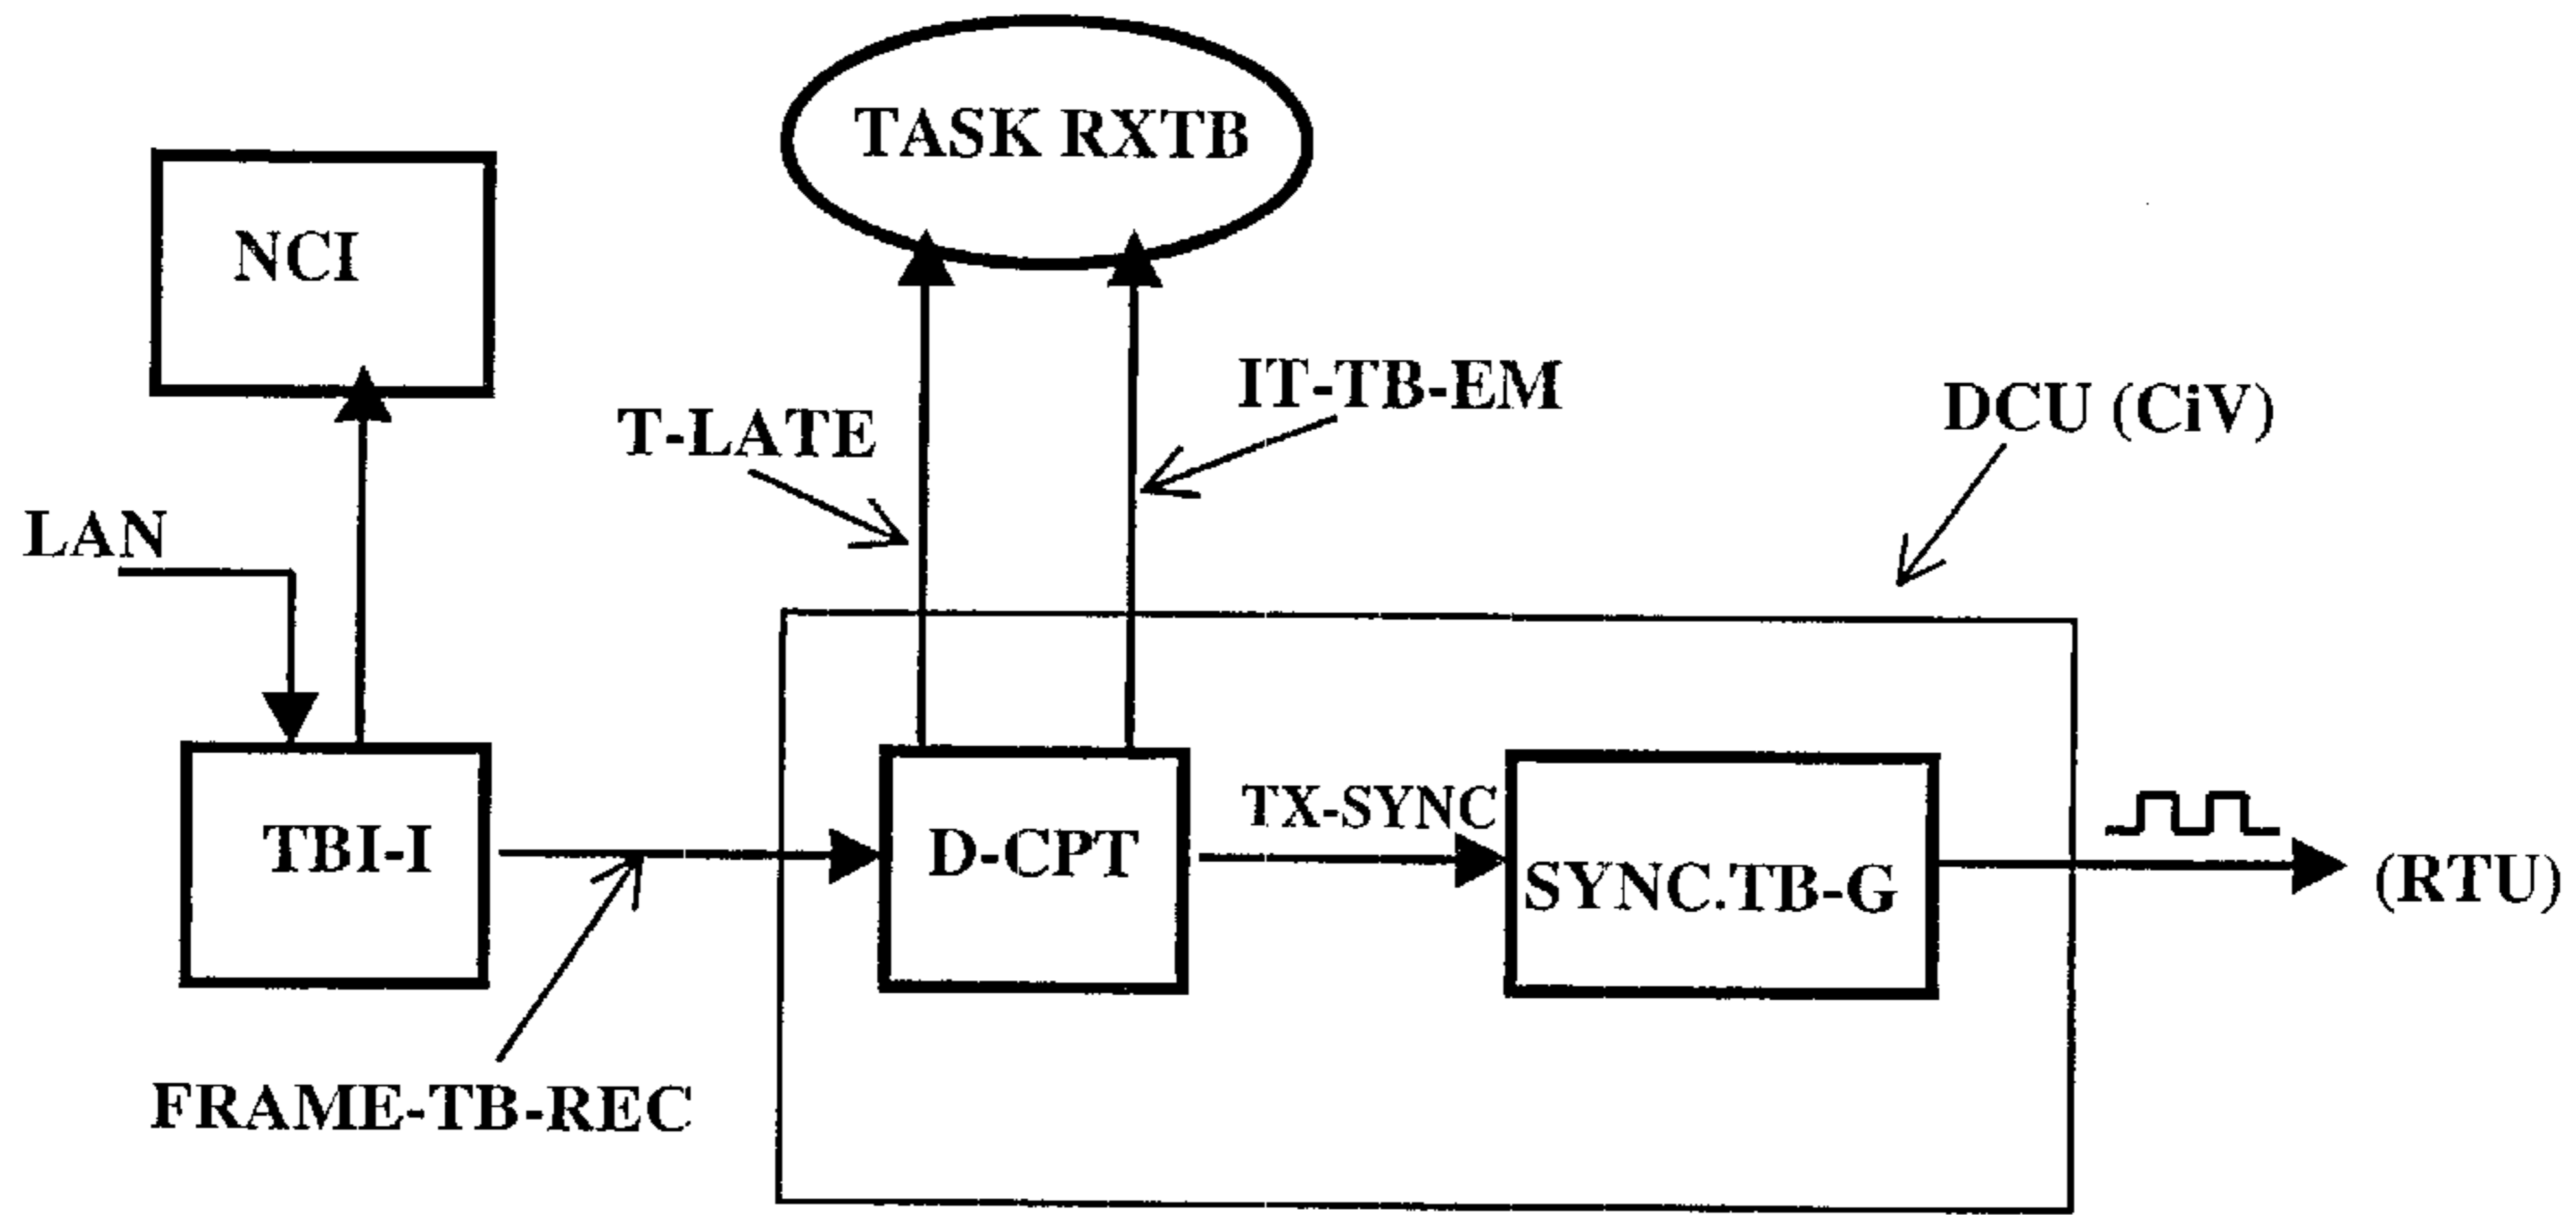 TASK RXTB
NCI
IT-TB-EM
DCU (CiV)
T-LATE
LAN
TX-SYNC
TBI-I
D-CPT
SYNC.TB-G
(RTU)
FRAME-TB-REC